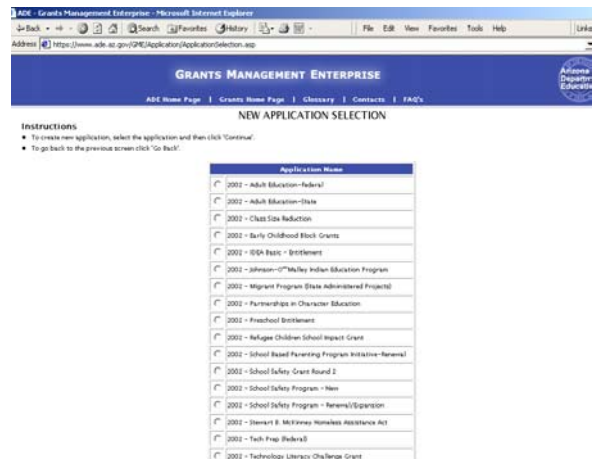 ADE - Grants Management Enterprise - Microsoft Internet Explorer
Back Search Favorites History File Edit View Favorites Tools Help Links
Address https://www.ade.az.gov/GME/Application/ApplicationSelection.asp
GRANTS MANAGEMENT ENTERPRISE
Arizona
Department
Education
ADE Home Page | Grants Home Page | Glossary | Contacts | FAQ's
NEW APPLICATION SELECTION
Instructions
To create new application, select the application and then click 'Continue'.
To go back to the previous screen click 'Go Back'.
Application Name
2002 - Adult Education-Federal
2002 - Adult Education-State
2002 - Class Size Reduction
2002 - Early Childhood Block Grants
2002 - IDEA Basic - Entitlement
2002 - Johnson-O'Malley Indian Education Program
2002 - Migrant Program (State Administered Projects)
2002 - Partnerships in Character Education
2002 - Preschool Entitlement
2002 - Refugee Children School Impact Grant
2002 - School Based Parenting Program Initiative-Renewal
2002 - School Safety Grant Round 2
2002 - School Safety Program - New
2002 - School Safety Program - Renewal/Expansion
2002 - Stewart B. McKinney Homeless Assistance Act
2002 - Tech Prep (Federal)
2002 - Technology Literacy Challenge Grant